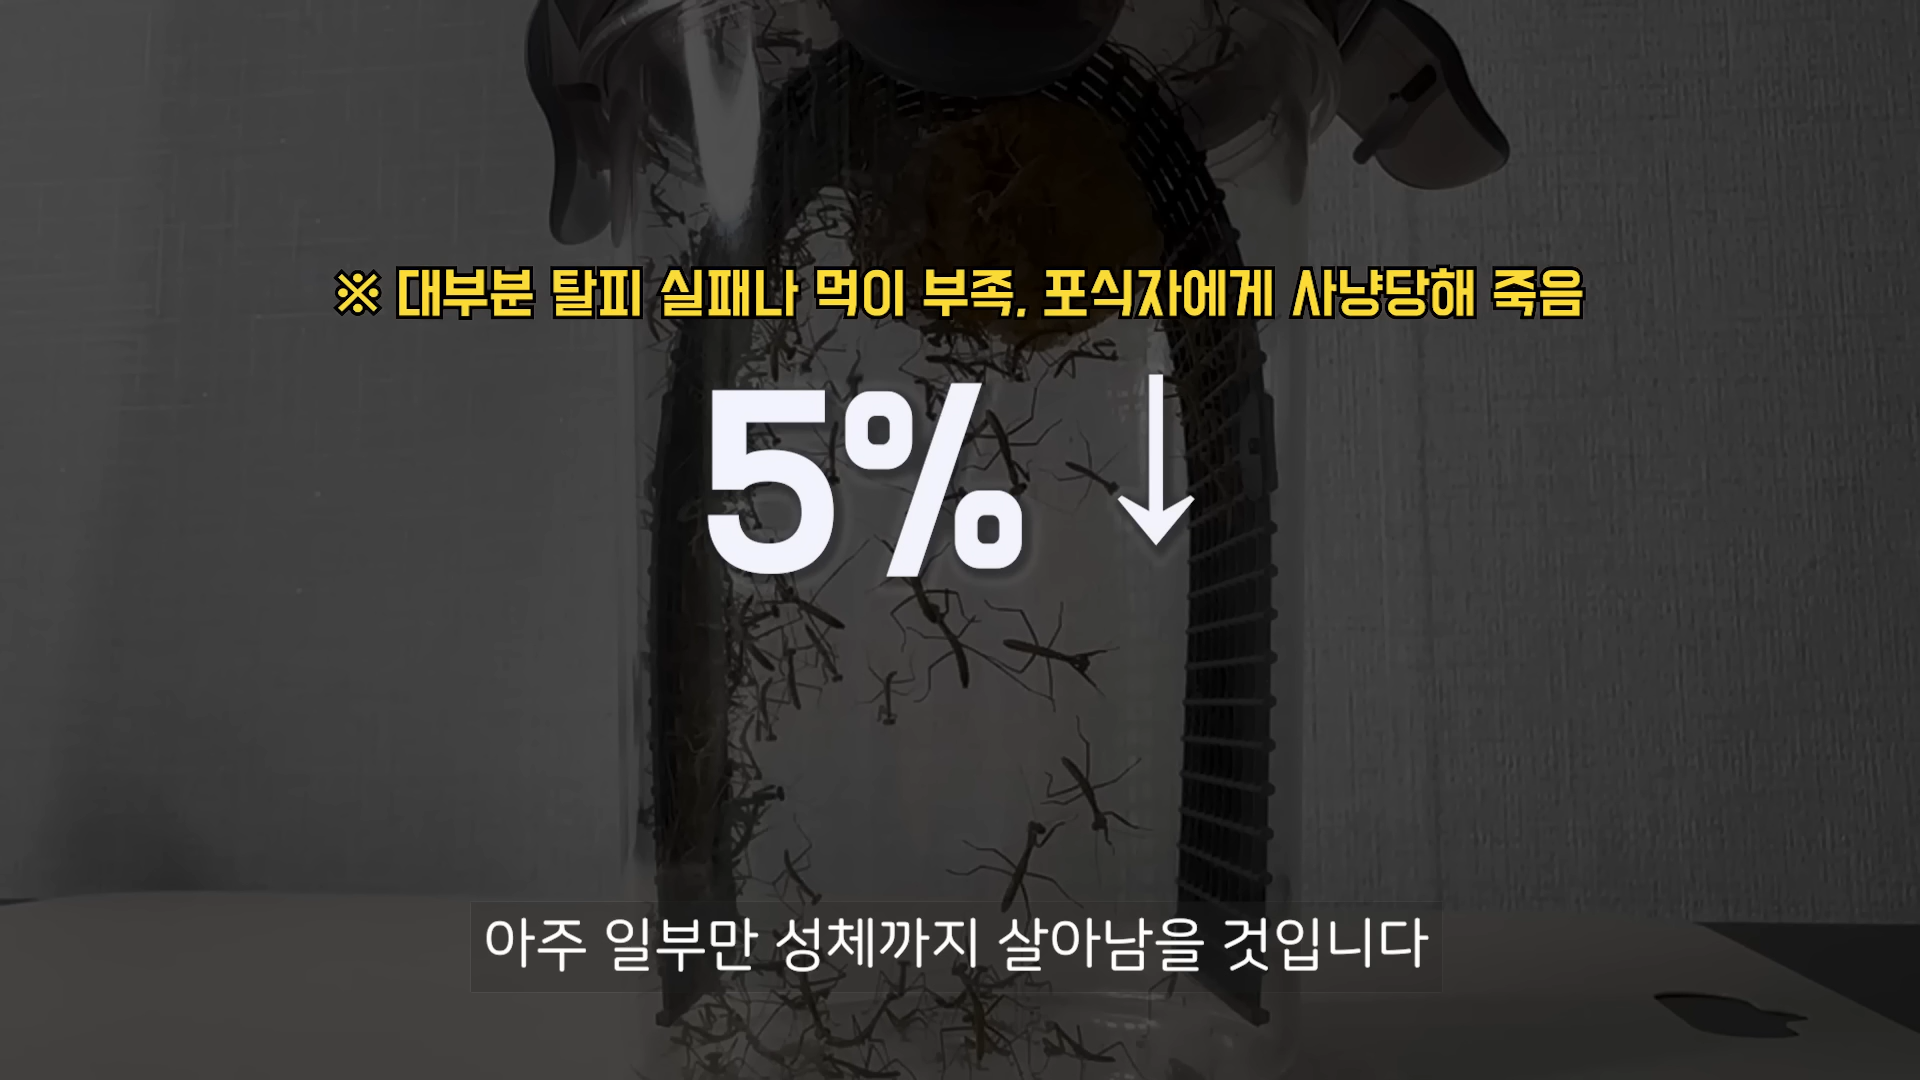 ※ 대부분 탈피 실패나 먹이 부족, 포식자에게 사냥당해 죽음
5% ↓
아주 일부만 성체까지 살아남을 것입니다